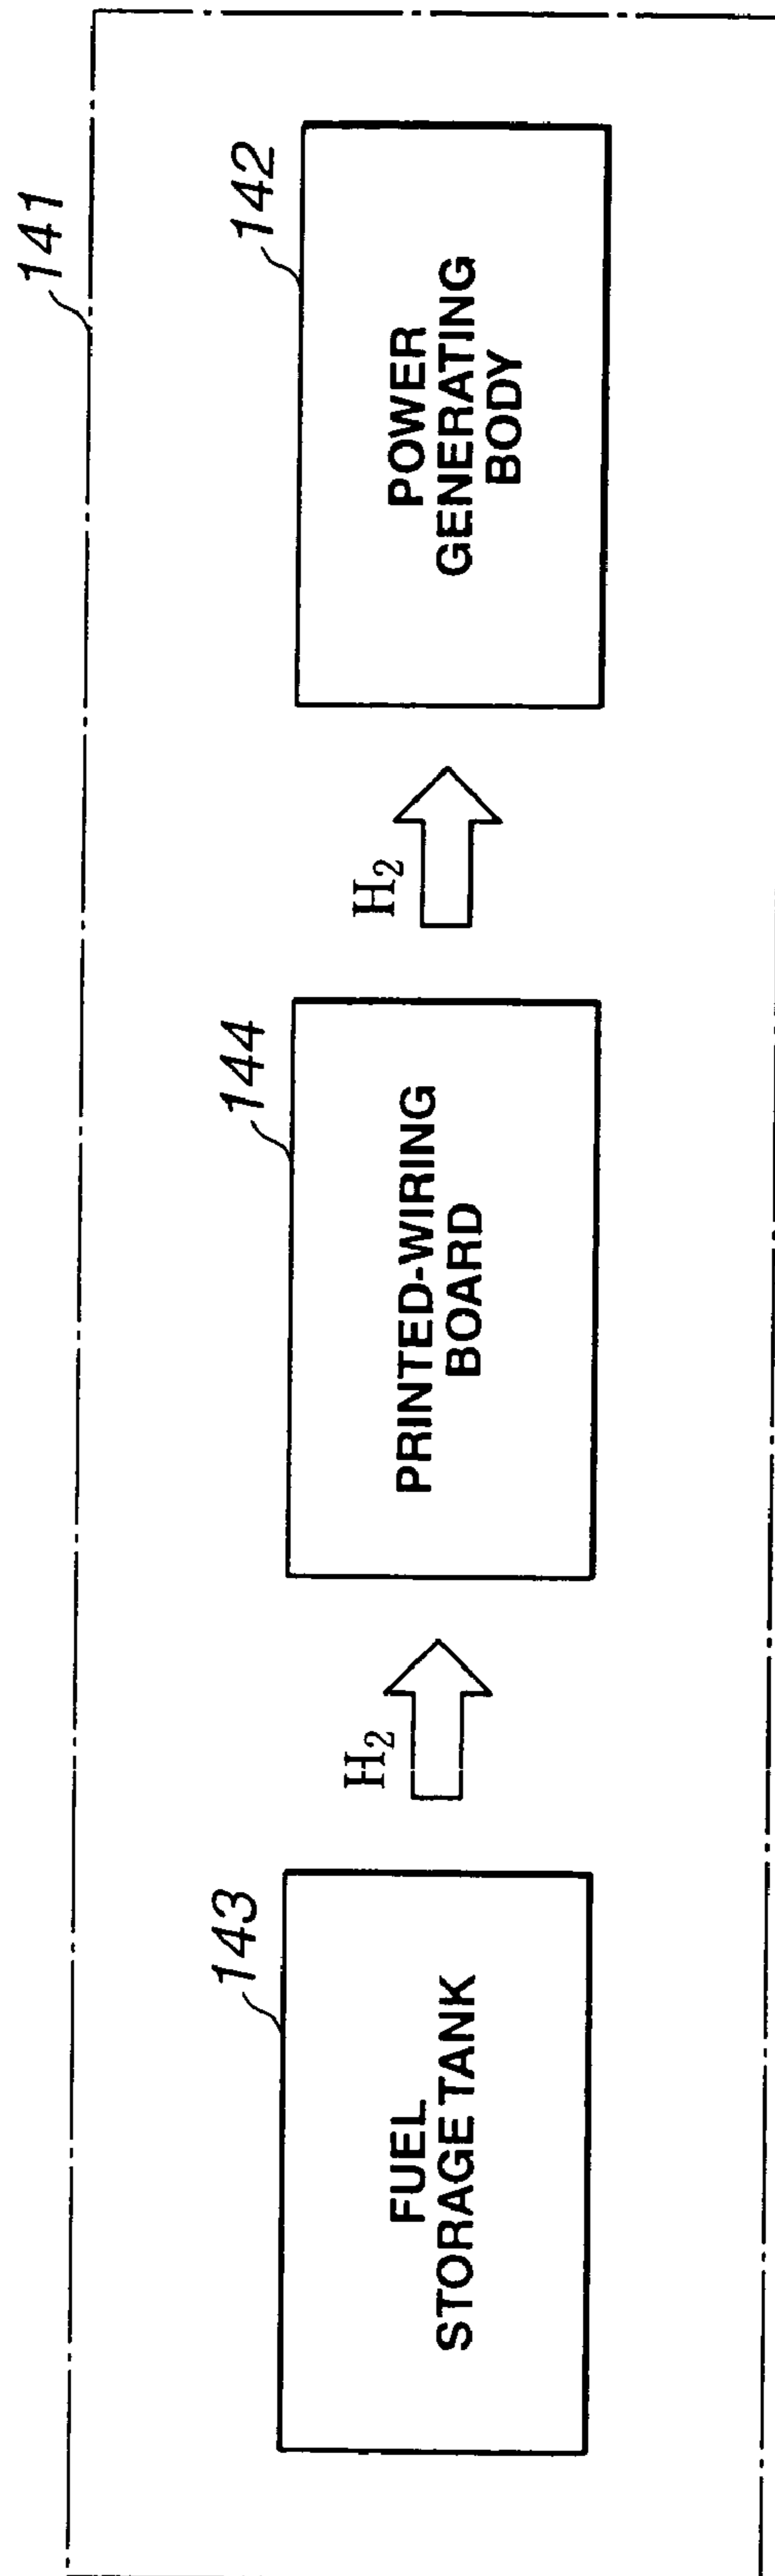 141
143
FUEL
STORAGE TANK
H₂
144
PRINTED-WIRING
BOARD
H₂
142
POWER
GENERATING
BODY